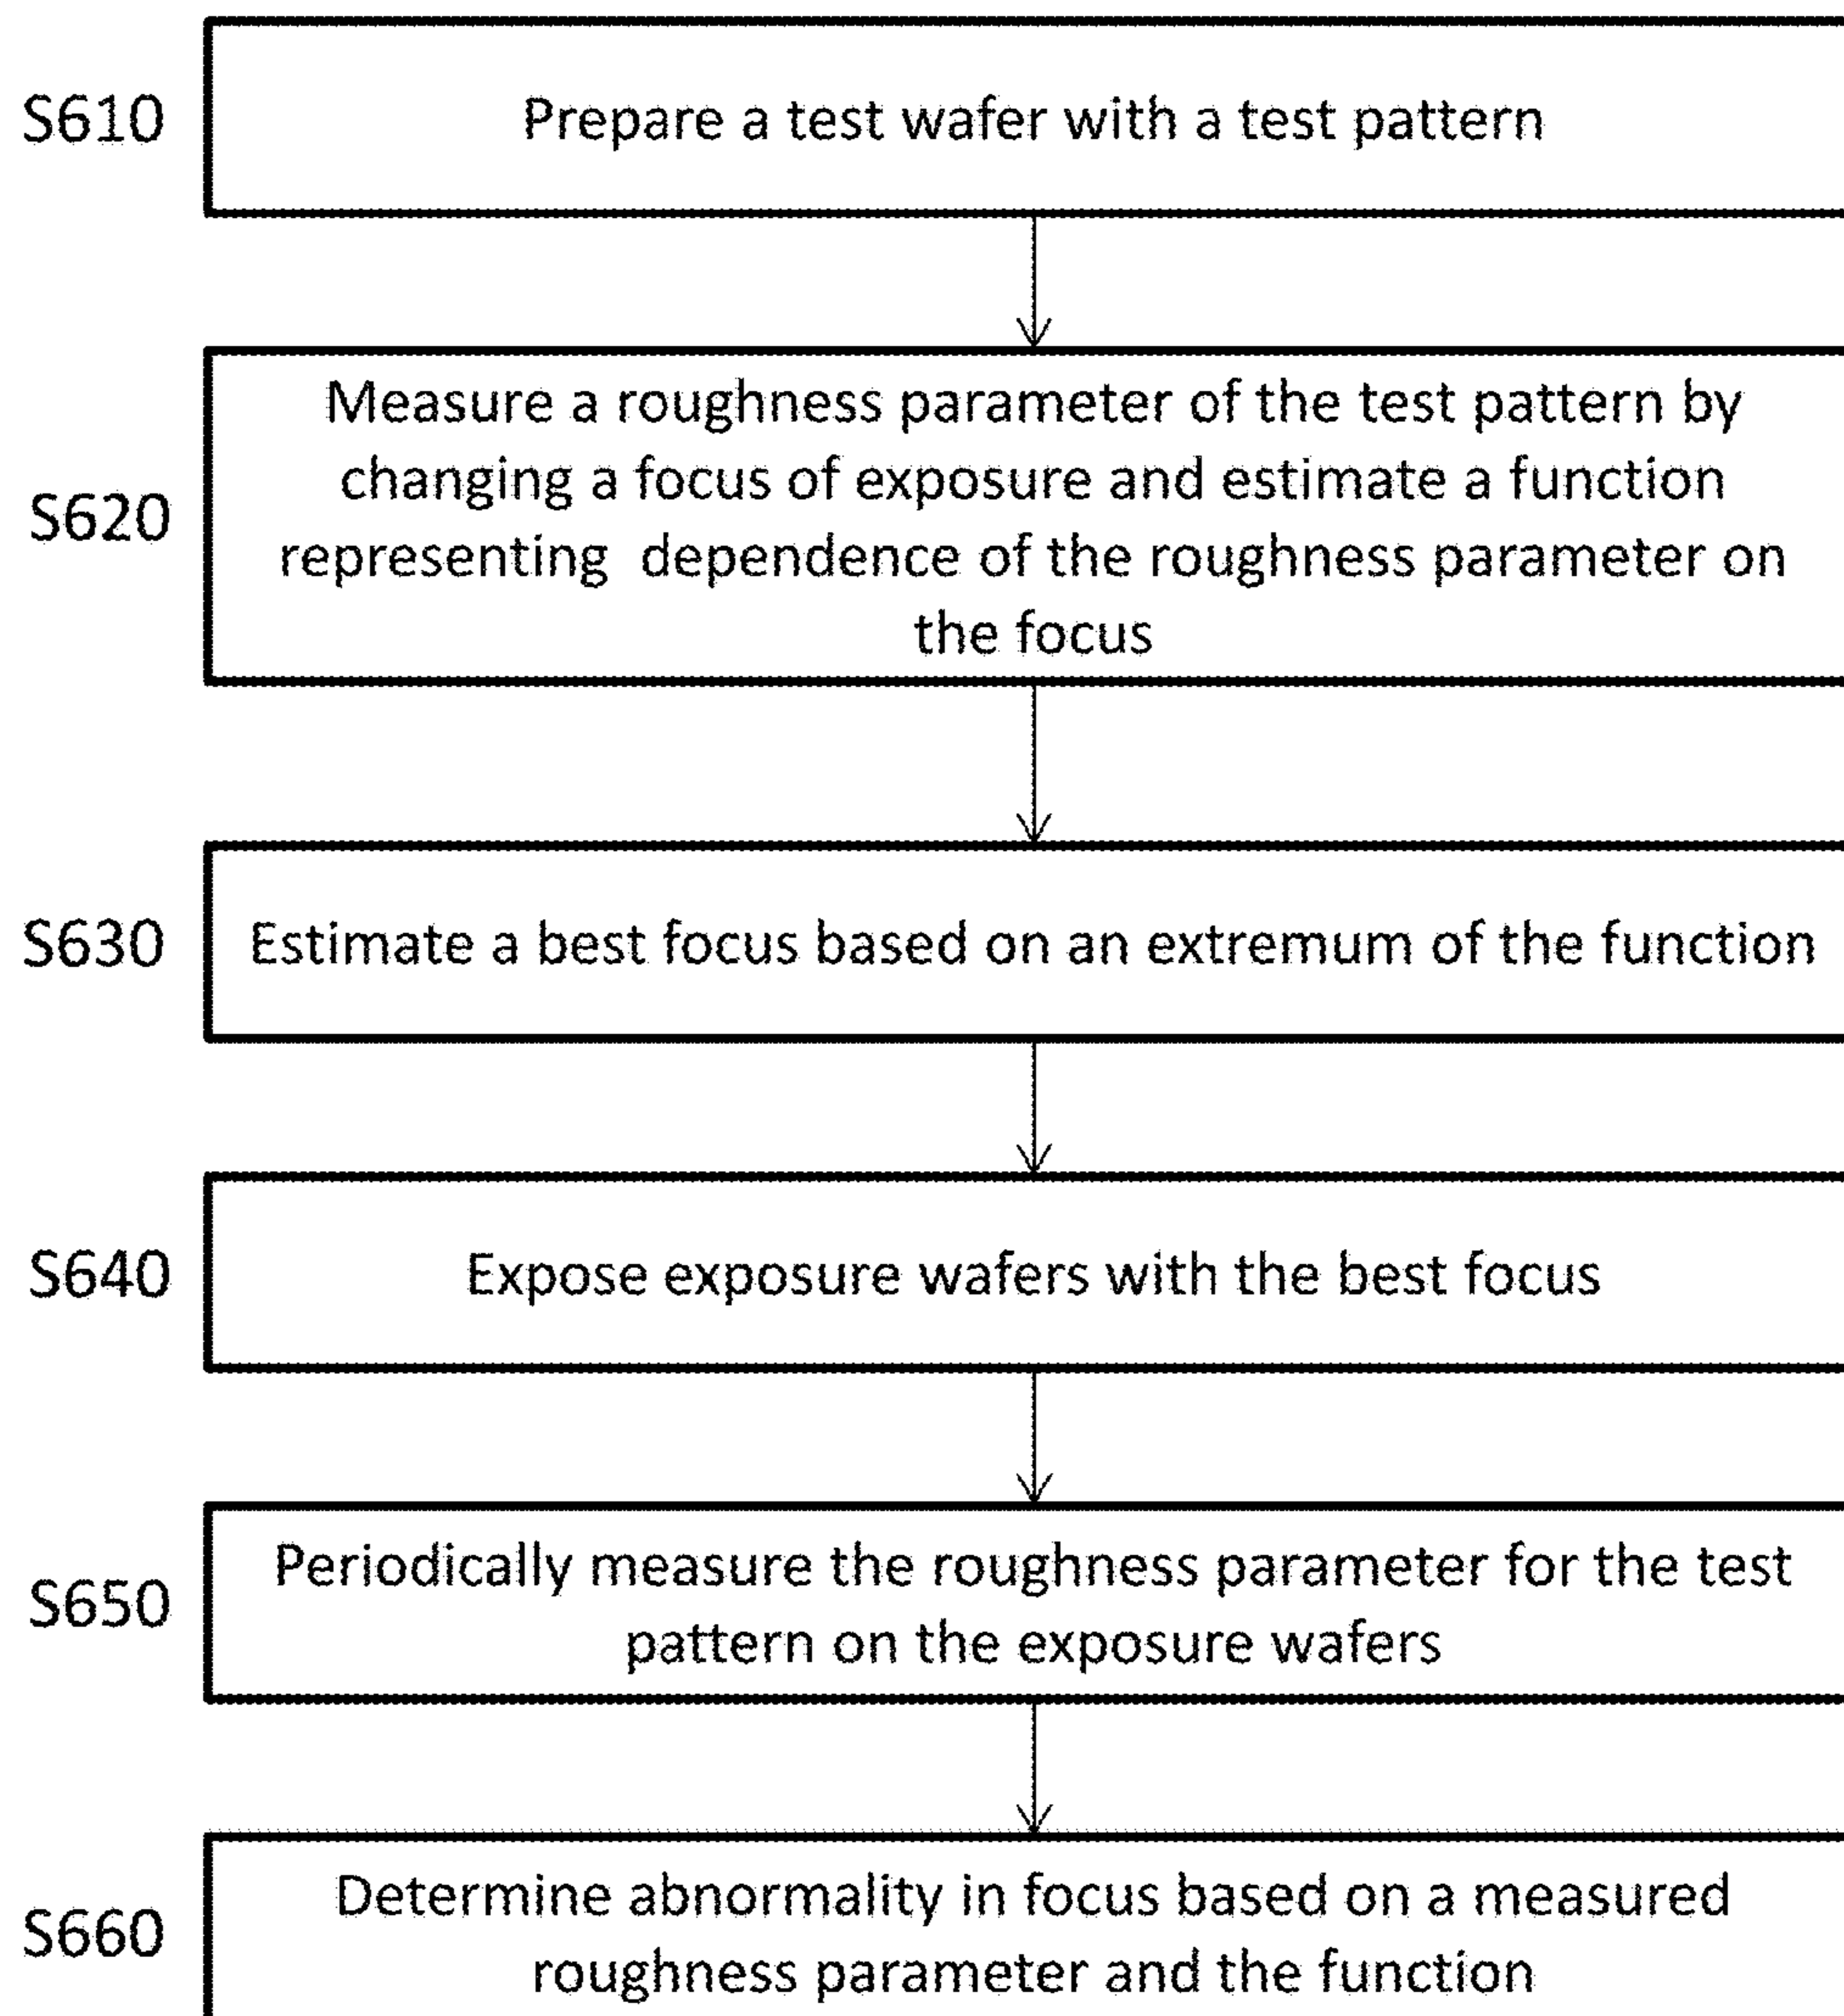 S610
Prepare a test wafer with a test pattern
S620
Measure a roughness parameter of the test pattern by
changing a focus of exposure and estimate a function
representing dependence of the roughness parameter on
the focus
S630
Estimate a best focus based on an extremum of the function
S640
Expose exposure wafers with the best focus
S650
Periodically measure the roughness parameter for the test
pattern on the exposure wafers
S660
Determine abnormality in focus based on a measured
roughness parameter and the function